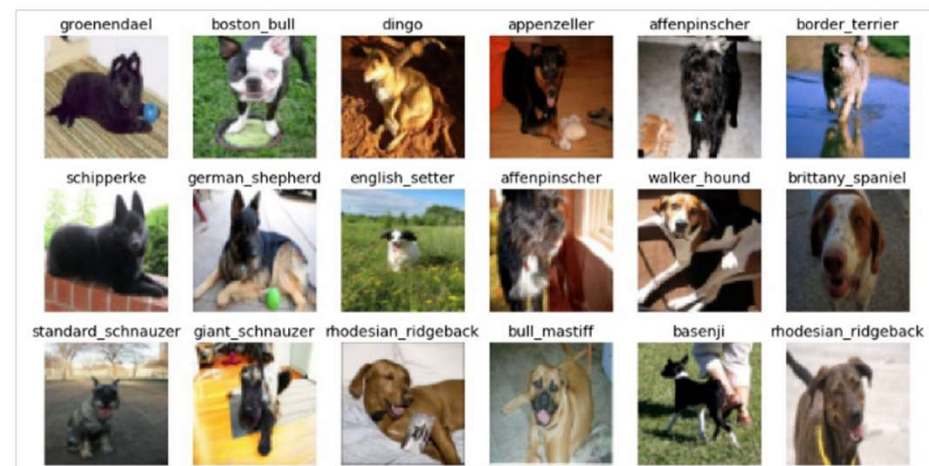 groenendael boston_bull dingo appenzeller affenpinscher border_terrier
schipperke german_shepherd english_setter affenpinscher walker_hound brittany_spaniel
standard_schnauzer giant_schnauzer rhodesian_ridgeback bull_mastiff basenji rhodesian_ridgeback